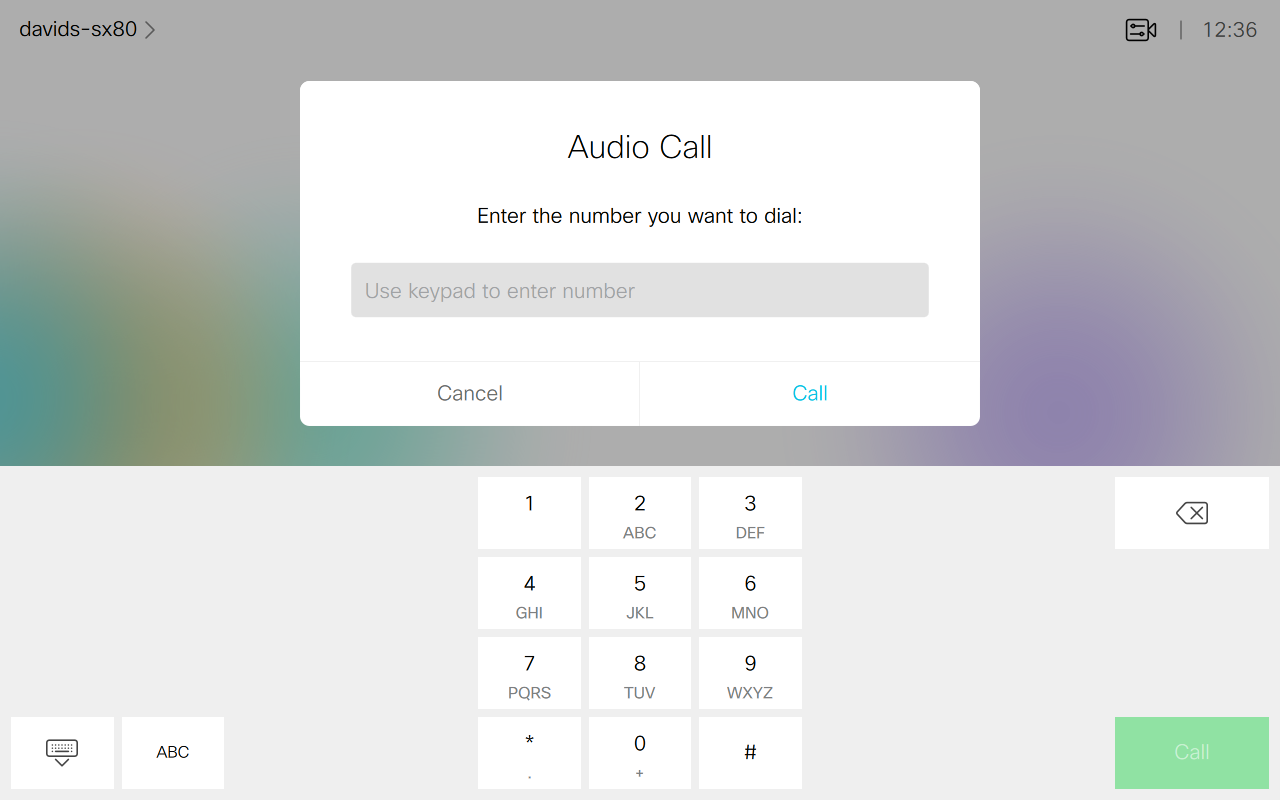 davids-sx80
12:36
Audio Call
Enter the number you want to dial:
Use keypad to enter number
Cancel
Call
1
2
ABC
3
DEF
4
GHI
5
JKL
6
MNO
7
PQRS
8
TUV
9
WXYZ
*
.
0
+
#
ABC
Call